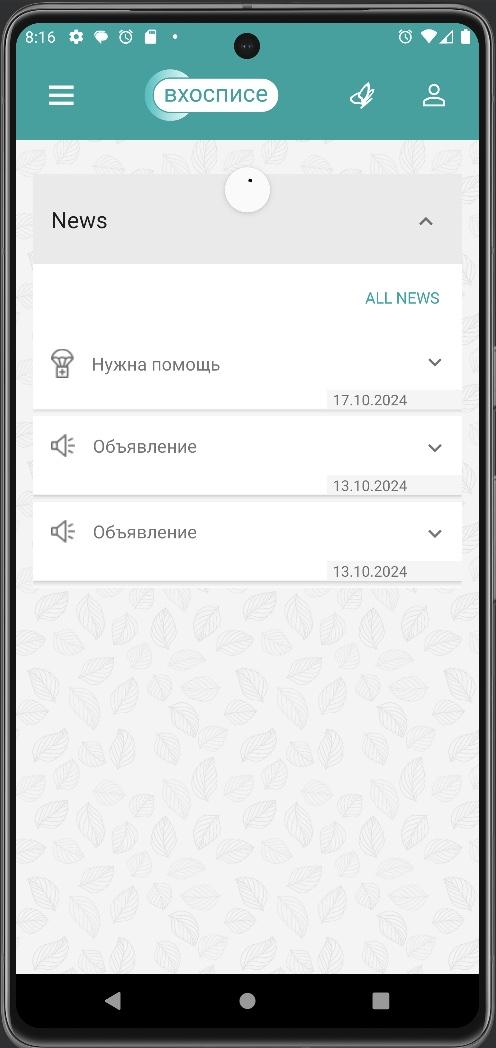 8:16
вхосписе
News
ALL NEWS
Нужна помощь
17.10.2024
Объявление
13.10.2024
Объявление
13.10.2024